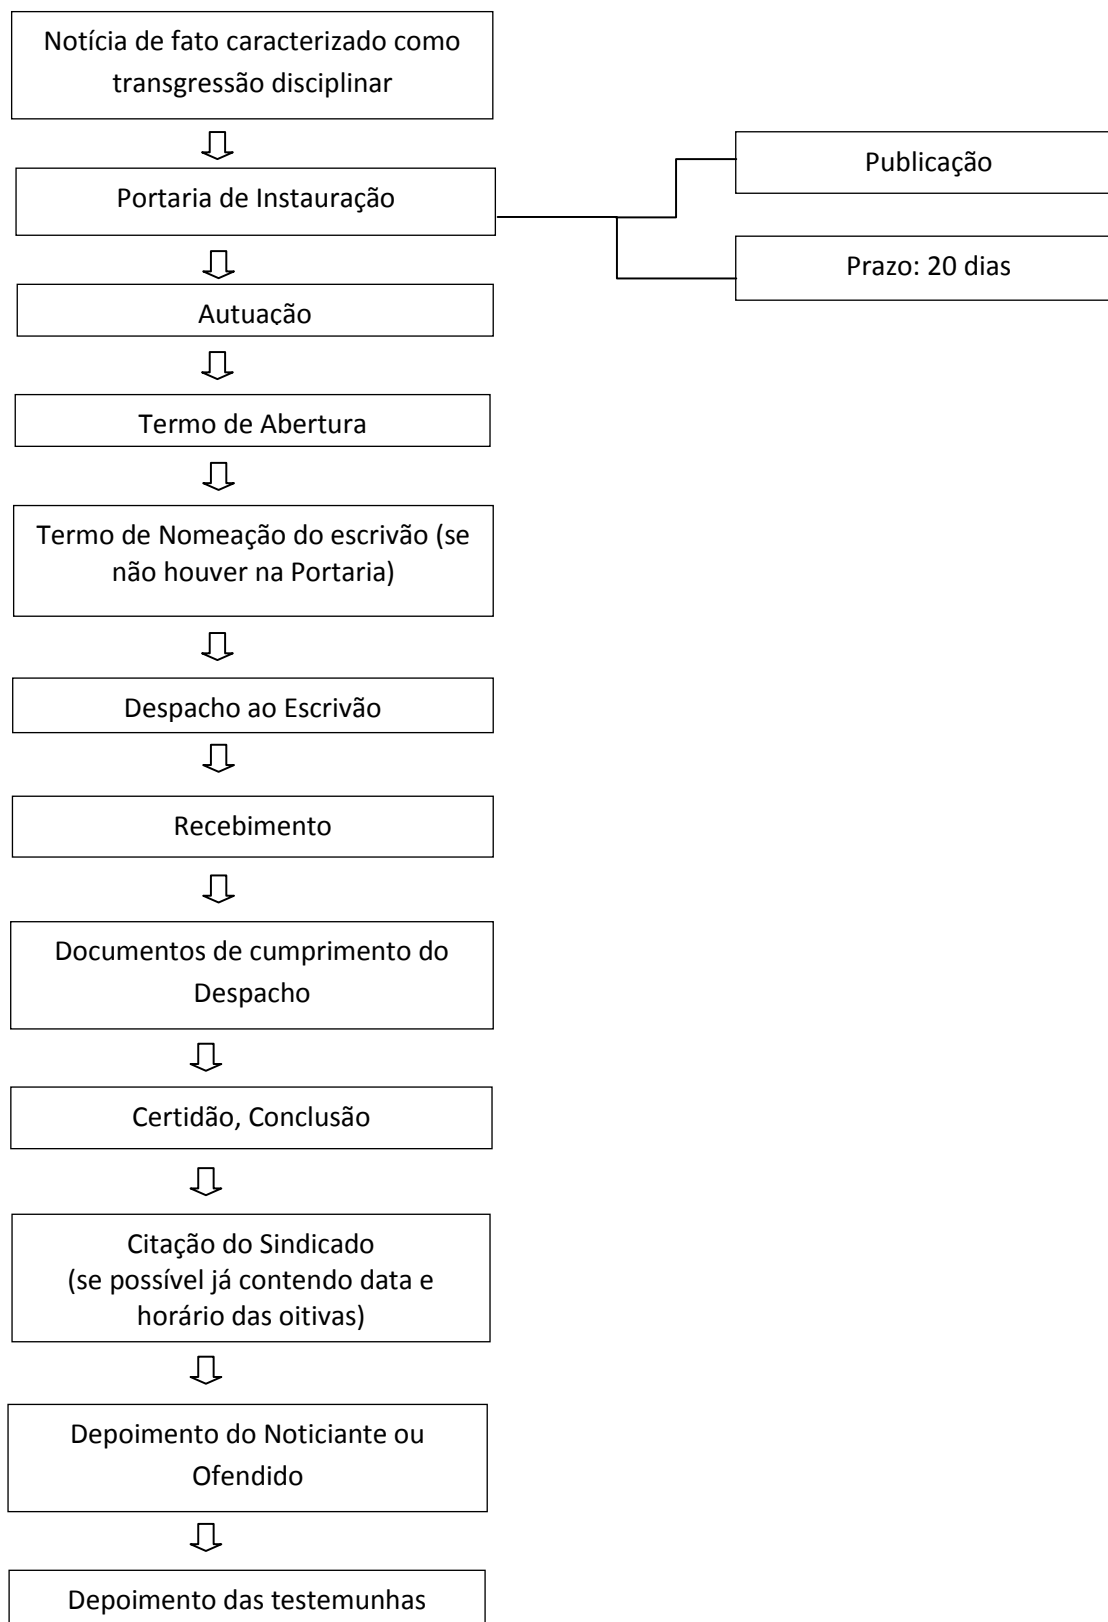 Notícia de fato caracterizado como
transgressão disciplinar
Portaria de Instauração
Publicação
Prazo: 20 dias
Autuação
Termo de Abertura
Termo de Nomeação do escrivão (se
não houver na Portaria)
Despacho ao Escrivão
Recebimento
Documentos de cumprimento do
Despacho
Certidão, Conclusão
Citação do Sindicado
(se possível já contendo data e
horário das oitivas)
Depoimento do Noticiante ou
Ofendido
Depoimento das testemunhas